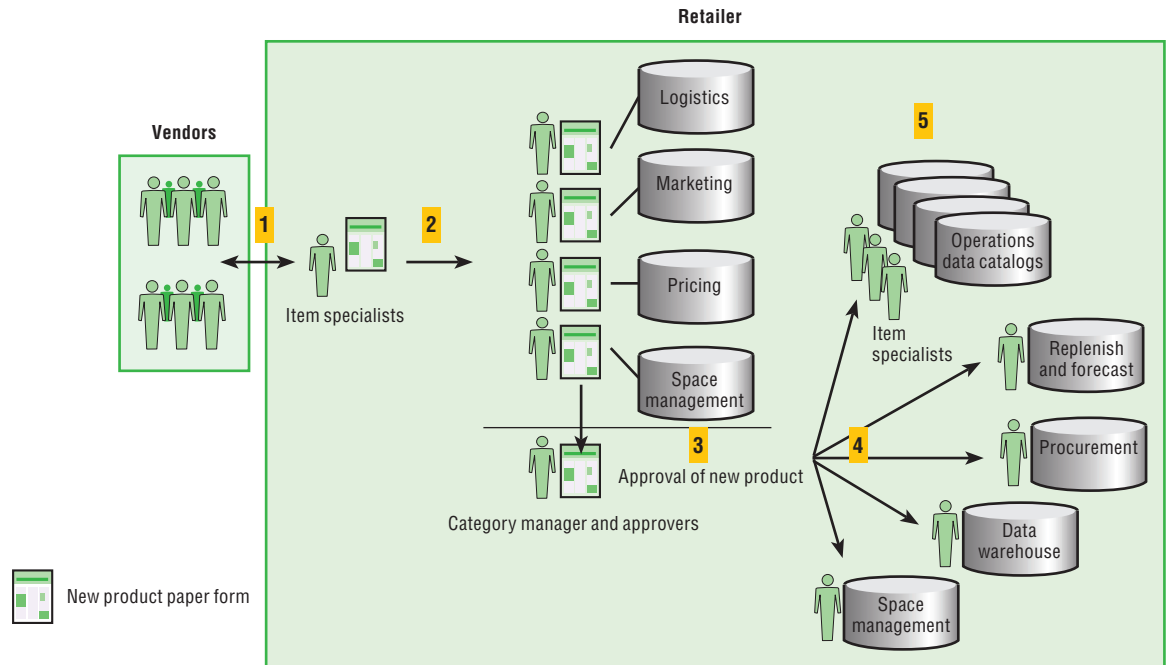 Retailer
Vendors
1
Item specialists
2
Logistics
Marketing
Pricing
Space
management
3
Approval of new product
Category manager and approvers
4
5
Operations
data catalogs
Item
specialists
Replenish
and forecast
Procurement
Data
warehouse
Space
management
New product paper form